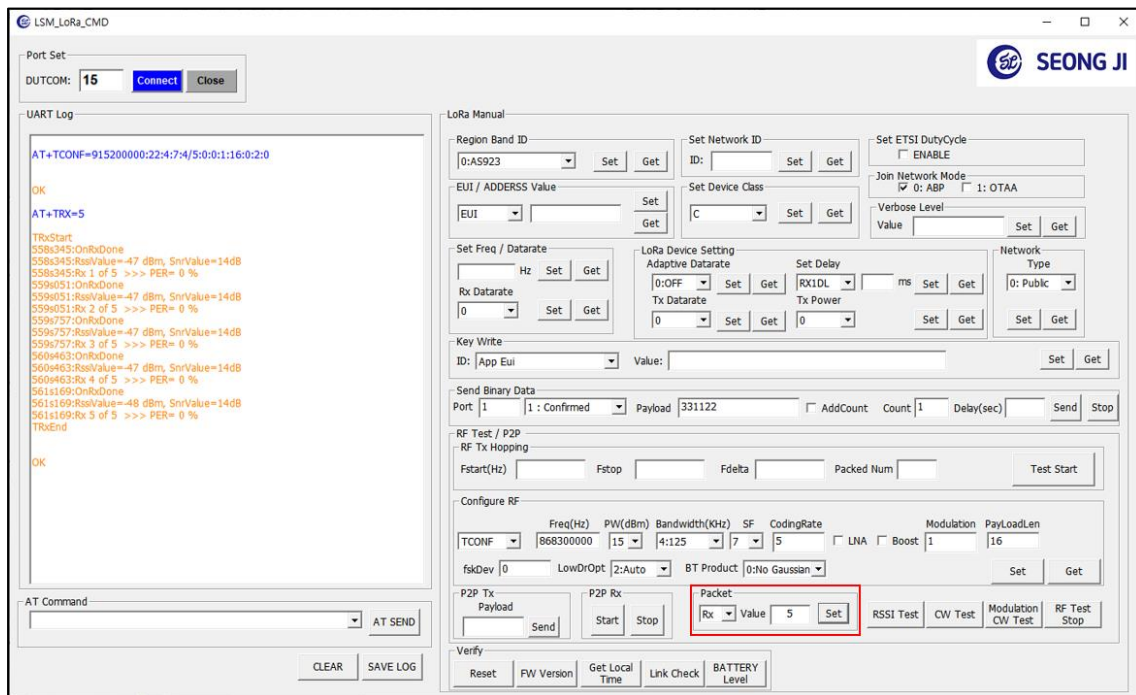 LSM_LoRa_CMD
Port Set
DUTCOM: 15 Connect Close
SEONG JI
UART Log
AT+TCONF=915200000:22:4:7:4/5:0:0:1:16:0:2:0
OK
AT+TRX=5
TRxStart
558s345:OnRxDone
558s345:RssiValue=-47 dBm, SnrValue=14dB
558s345:Rx 1 of 5 >>> PER= 0 %
559s051:OnRxDone
559s051:RssiValue=-47 dBm, SnrValue=14dB
559s051:Rx 2 of 5 >>> PER= 0 %
559s757:OnRxDone
559s757:RssiValue=-47 dBm, SnrValue=14dB
559s757:Rx 3 of 5 >>> PER= 0 %
560s463:OnRxDone
560s463:RssiValue=-47 dBm, SnrValue=14dB
560s463:Rx 4 of 5 >>> PER= 0 %
561s169:OnRxDone
561s169:RssiValue=-48 dBm, SnrValue=14dB
561s169:Rx 5 of 5 >>> PER= 0 %
TRxEnd
OK
AT Command
AT SEND
CLEAR SAVE LOG
LoRa Manual
Region Band ID
0:AS923 Set Get
Set Network ID
ID: Set Get
Set ETSI DutyCycle
ENABLE
Join Network Mode
0: ABP 1: OTAA
EUI / ADDERSS Value
EUI Set
Get
Set Device Class
C Set Get
Verbose Level
Value Set Get
Set Freq / Datarate
Hz Set Get
Rx Datarate
0 Set Get
LoRa Device Setting
Adaptive Datarate Set Delay
0:OFF Set Get RX1DL ms Set Get
Tx Datarate Tx Power
0 Set Get 0 Set Get
Network
Type
0: Public
Set Get
Key Write
ID: App Eui Value: Set Get
Send Binary Data
Port 1 1 : Confirmed Payload 331122 AddCount Count 1 Delay(sec) Send Stop
RF Test / P2P
RF Tx Hopping
Fstart(Hz) Fstop Fdelta Packed Num Test Start
Configure RF
Freq(Hz) PW(dBm) Bandwidth(KHz) SF CodingRate Modulation PayLoadLen
TCONF 868300000 15 4:125 7 5 LNA Boost 1 16
fskDev 0 LowDrOpt 2:Auto BT Product 0:No Gaussian Set Get
P2P Tx
Payload
Send
P2P Rx
Start Stop
Packet
Rx Value 5 Set
RSSI Test CW Test Modulation CW Test RF Test Stop
Verify
Reset FW Version Get Local Time Link Check BATTERY Level